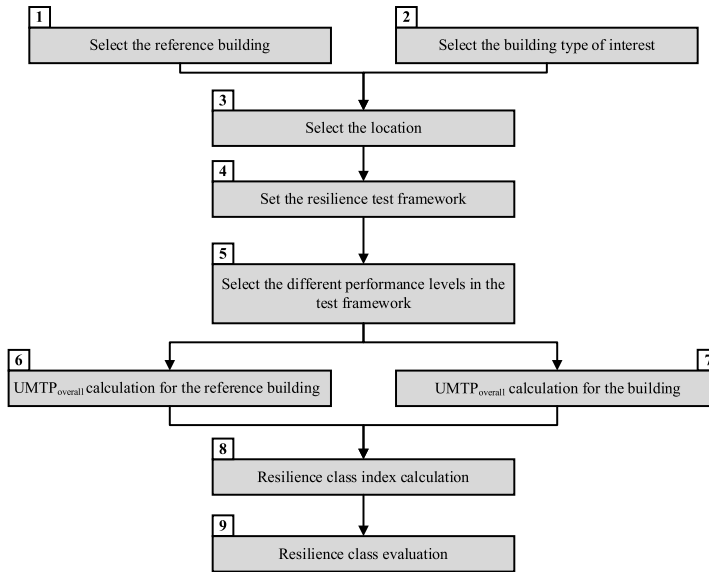 1
Select the reference building
2
Select the building type of interest
3
Select the location
4
Set the resilience test framework
5
Select the different performance levels in the
test framework
6
UMTPoverall calculation for the reference building
7
UMTPoverall calculation for the building
8
Resilience class index calculation
9
Resilience class evaluation